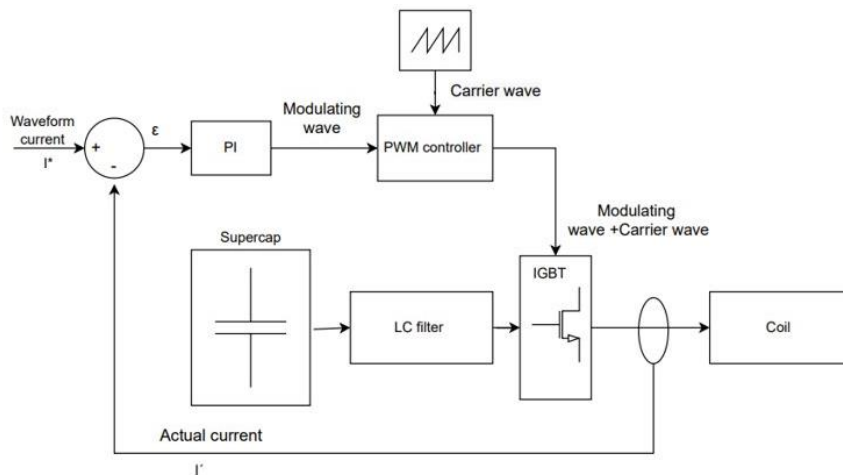 Carrier wave
Waveform
current
I*
+
-
ε
PI
Modulating
wave
PWM controller
Modulating
wave +Carrier wave
Supercap
LC filter
IGBT
Coil
Actual current
I´